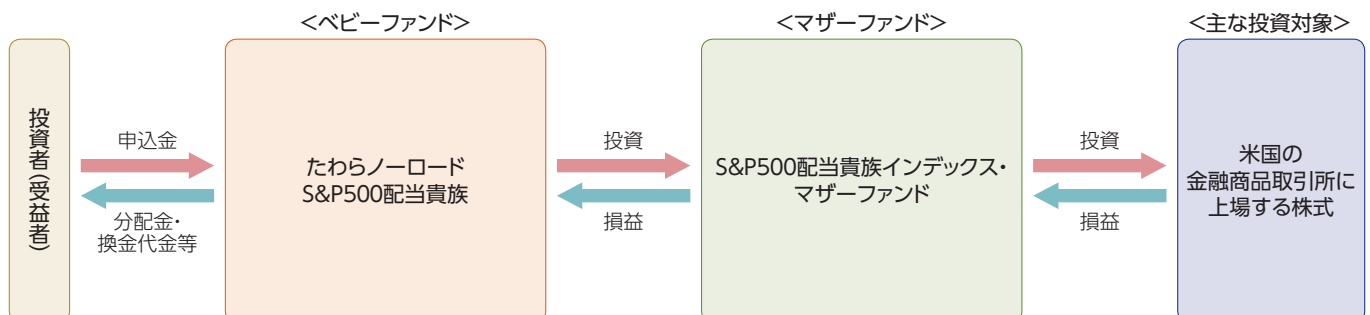 ＜ベビーファンド＞
＜マザーファンド＞
＜主な投資対象＞
投資者(受益者)
申込金
分配金・
換金代金等
たわらノーロード
S&P500配当貴族
投資
損益
S&P500配当貴族インデックス・
マザーファンド
投資
損益
米国の
金融商品取引所に
上場する株式